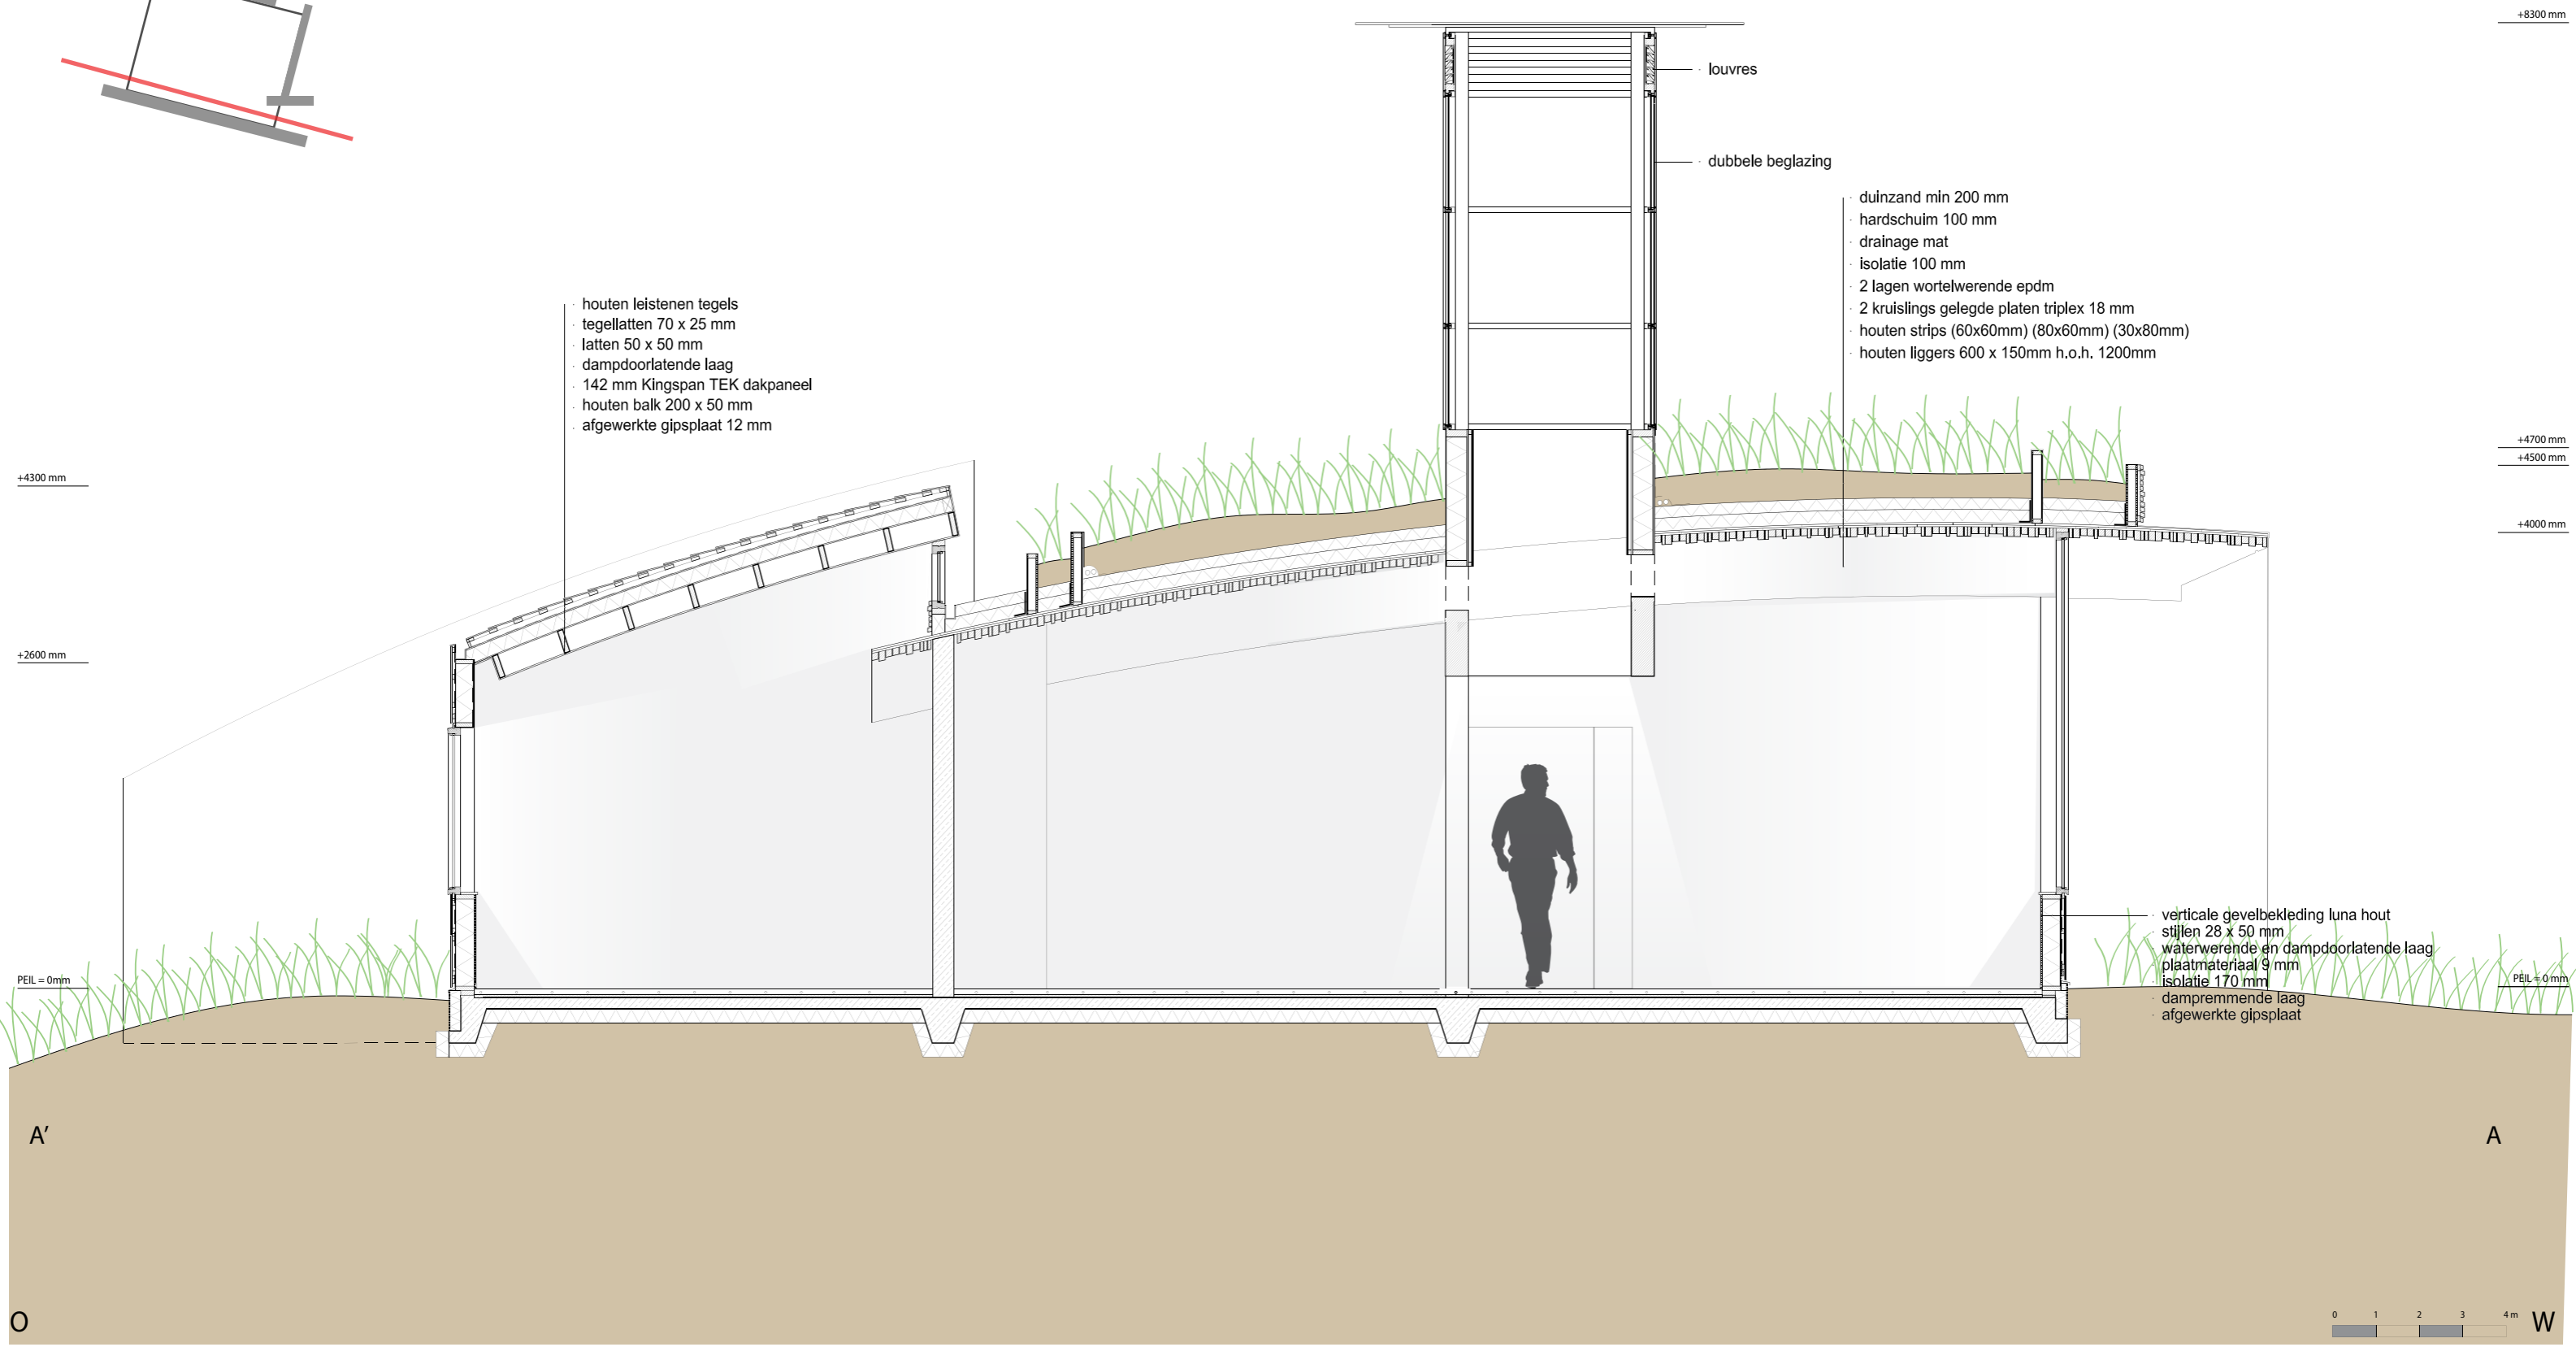 +8300 mm
louvres
dubbele beglazing
duinzand min 200 mm
hardschuim 100 mm
drainage mat
isolatie 100 mm
2 lagen wortelwerende epdm
2 kruislings gelegde platen triplex 18 mm
houten strips (60x60mm) (80x60mm) (30x80mm)
houten liggers 600 x 150mm h.o.h. 1200mm
houten leistenen tegels
tegellatten 70 x 25 mm
latten 50 x 50 mm
dampdoorlatende laag
142 mm Kingspan TEK dakpaneel
houten balk 200 x 50 mm
afgewerkte gipsplaat 12 mm
+4700 mm
+4500 mm
+4300 mm
+4000 mm
+2600 mm
verticale gevelbekleding luna hout
stijlen 28 x 50 mm
waterwerende en dampdoorlatende laag
plaatmateriaal 9 mm
isolatie 170 mm
dampremmende laag
afgewerkte gipsplaat
PEIL = 0mm
PEIL = 0 mm
A’
A
O
0 1 2 3 4 m
W